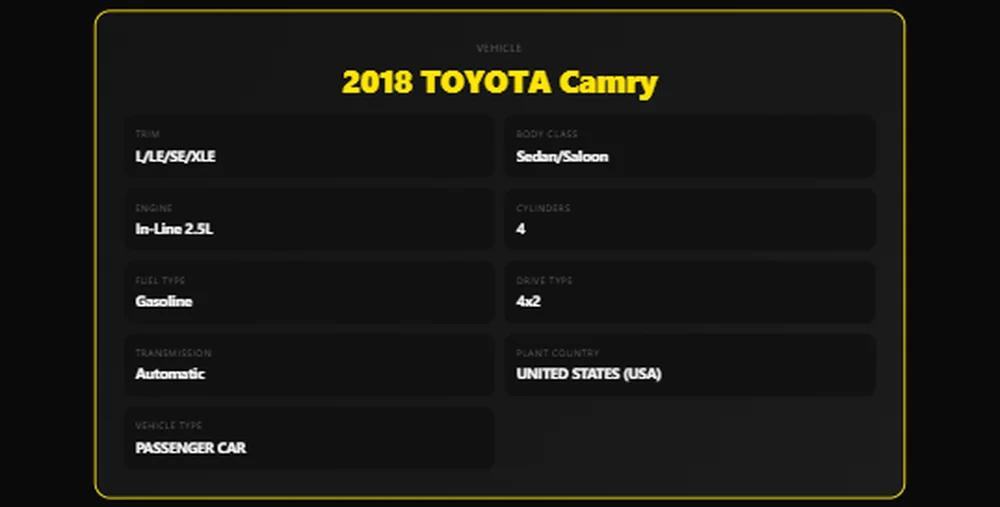 VEHICLE
2018 TOYOTA Camry
TRIM
L/LE/SE/XLE
BODY CLASS
Sedan/Saloon
ENGINE
In-Line 2.5L
CYLINDERS
4
FUEL TYPE
Gasoline
DRIVE TYPE
4x2
TRANSMISSION
Automatic
PLANT COUNTRY
UNITED STATES (USA)
VEHICLE TYPE
PASSENGER CAR